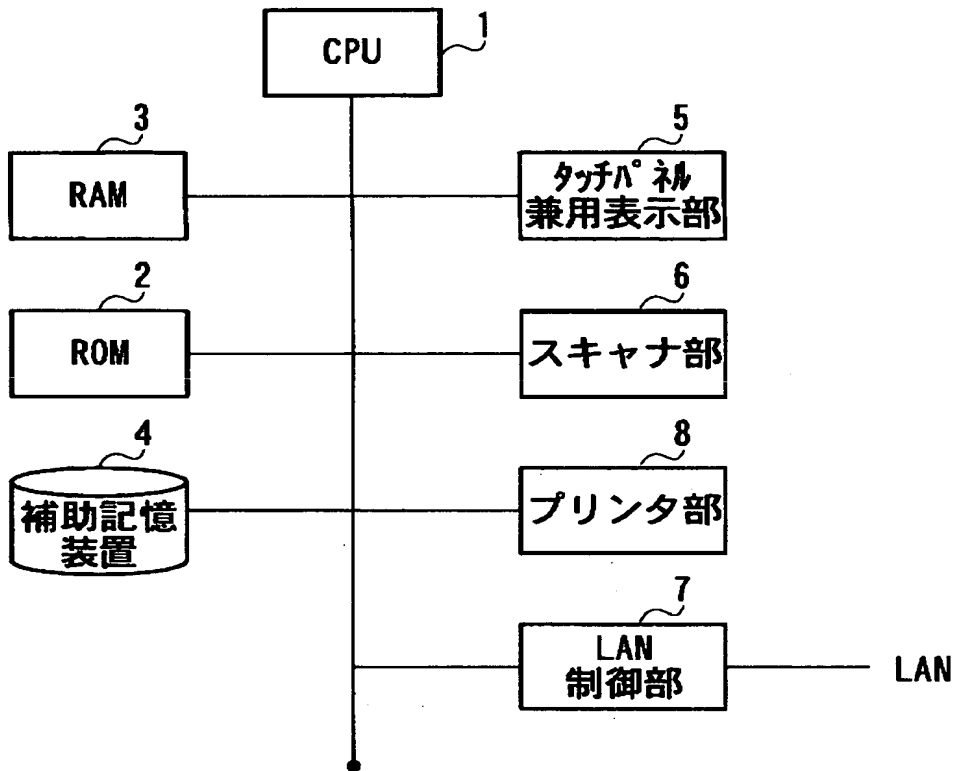 1
CPU
3
RAM
5
タッチパネル
兼用表示部
2
ROM
6
スキャナ部
4
補助記憶
装置
8
プリンタ部
7
LAN
制御部
LAN